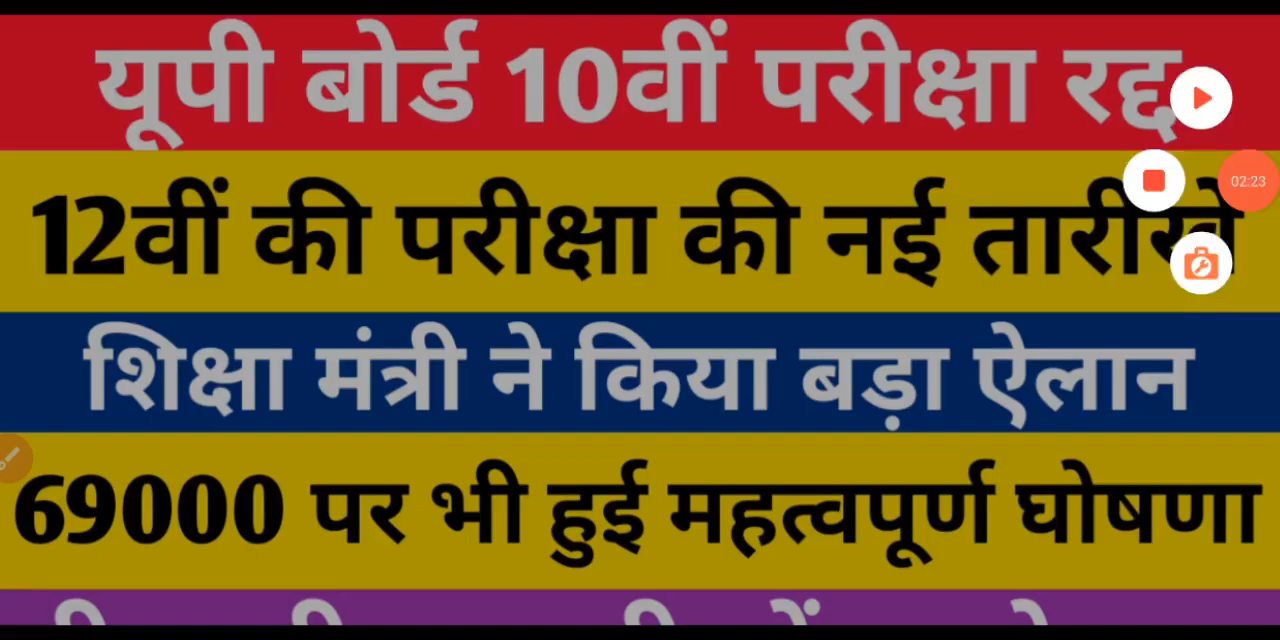 यूपी बोर्ड 10वीं परीक्षा रद्द
02:23
12वीं की परीक्षा की नई तारीखे
शिक्षा मंत्री ने किया बड़ा ऐलान
69000 पर भी हुई महत्वपूर्ण घोषणा